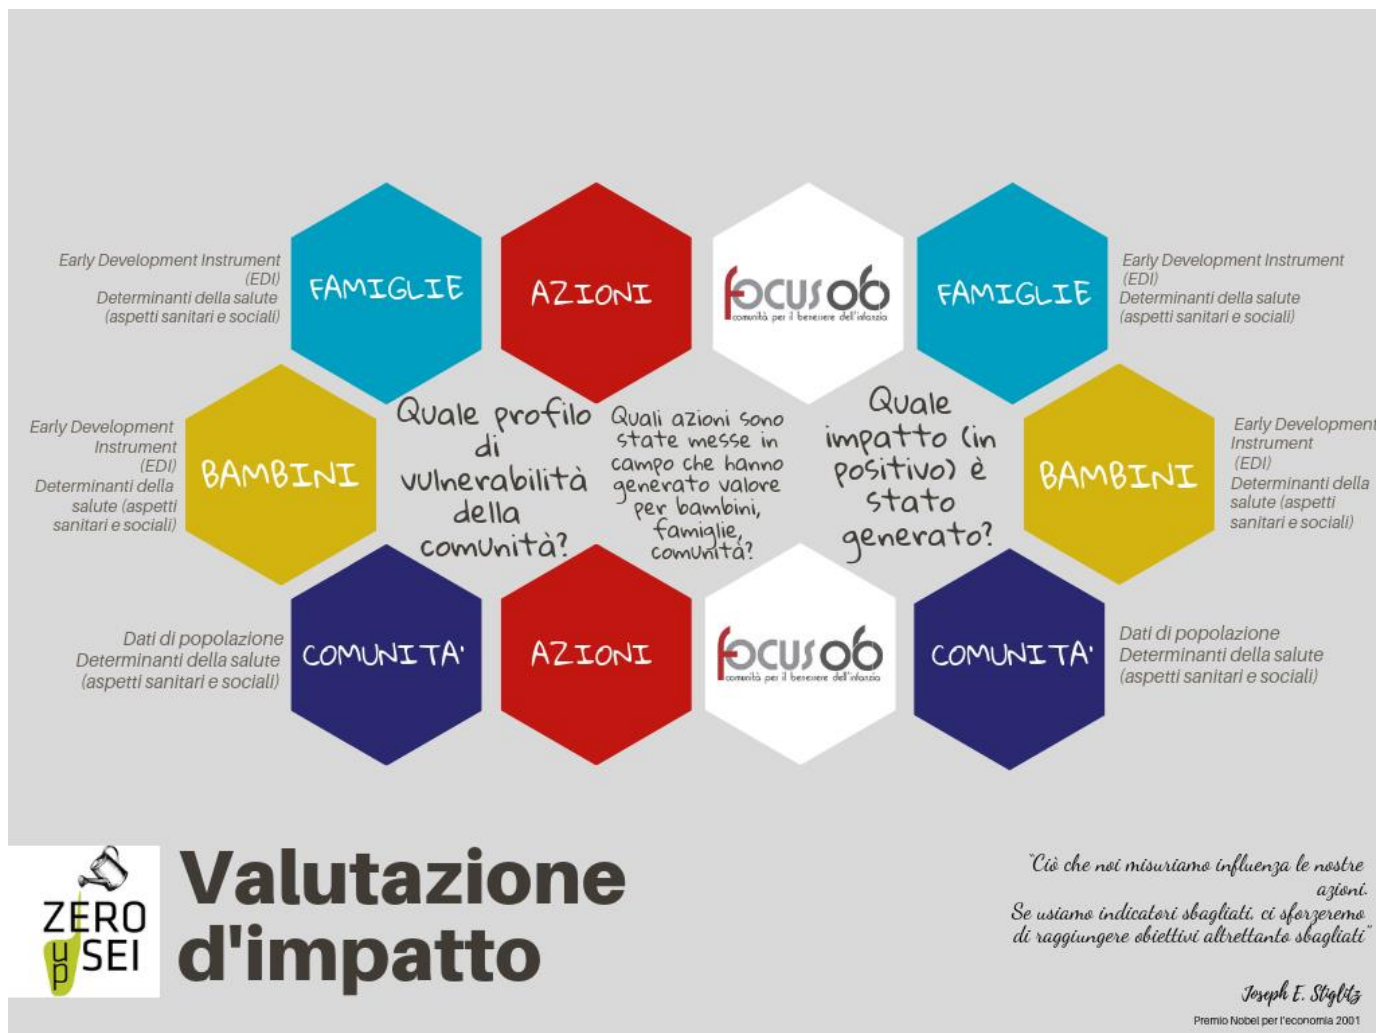 Early Development Instrument
(EDI)
Determinanti della salute
(aspetti sanitari e sociali)
FAMIGLIE
AZIONI
focus 06
comunità per il benessere dell'infanzia
FAMIGLIE
Early Development Instrument
(EDI)
Determinanti della salute
(aspetti sanitari e sociali)
Early Development
Instrument
(EDI)
Determinanti della
salute (aspetti
sanitari e sociali)
BAMBINI
Quale profilo
di
vulnerabilità
della
comunità?
Quali azioni sono
state messe in
campo che hanno
generato valore
per bambini,
famiglie,
comunità?
Quale
impatto (in
positivo) è
stato
generato?
BAMBINI
Early Development
Instrument
(EDI)
Determinanti della
salute (aspetti
sanitari e sociali)
Dati di popolazione
Determinanti della salute
(aspetti sanitari e sociali)
COMUNITA'
AZIONI
focus 06
comunità per il benessere dell'infanzia
COMUNITA'
Dati di popolazione
Determinanti della salute
(aspetti sanitari e sociali)
ZERO
up SEI
Valutazione
d'impatto
"Ciò che noi misuriamo influenza le nostre
azioni.
Se usiamo indicatori sbagliati, ci sforzeremo
di raggiungere obiettivi altrettanto sbagliati"
Joseph E. Stiglitz
Premio Nobel per l'economia 2001